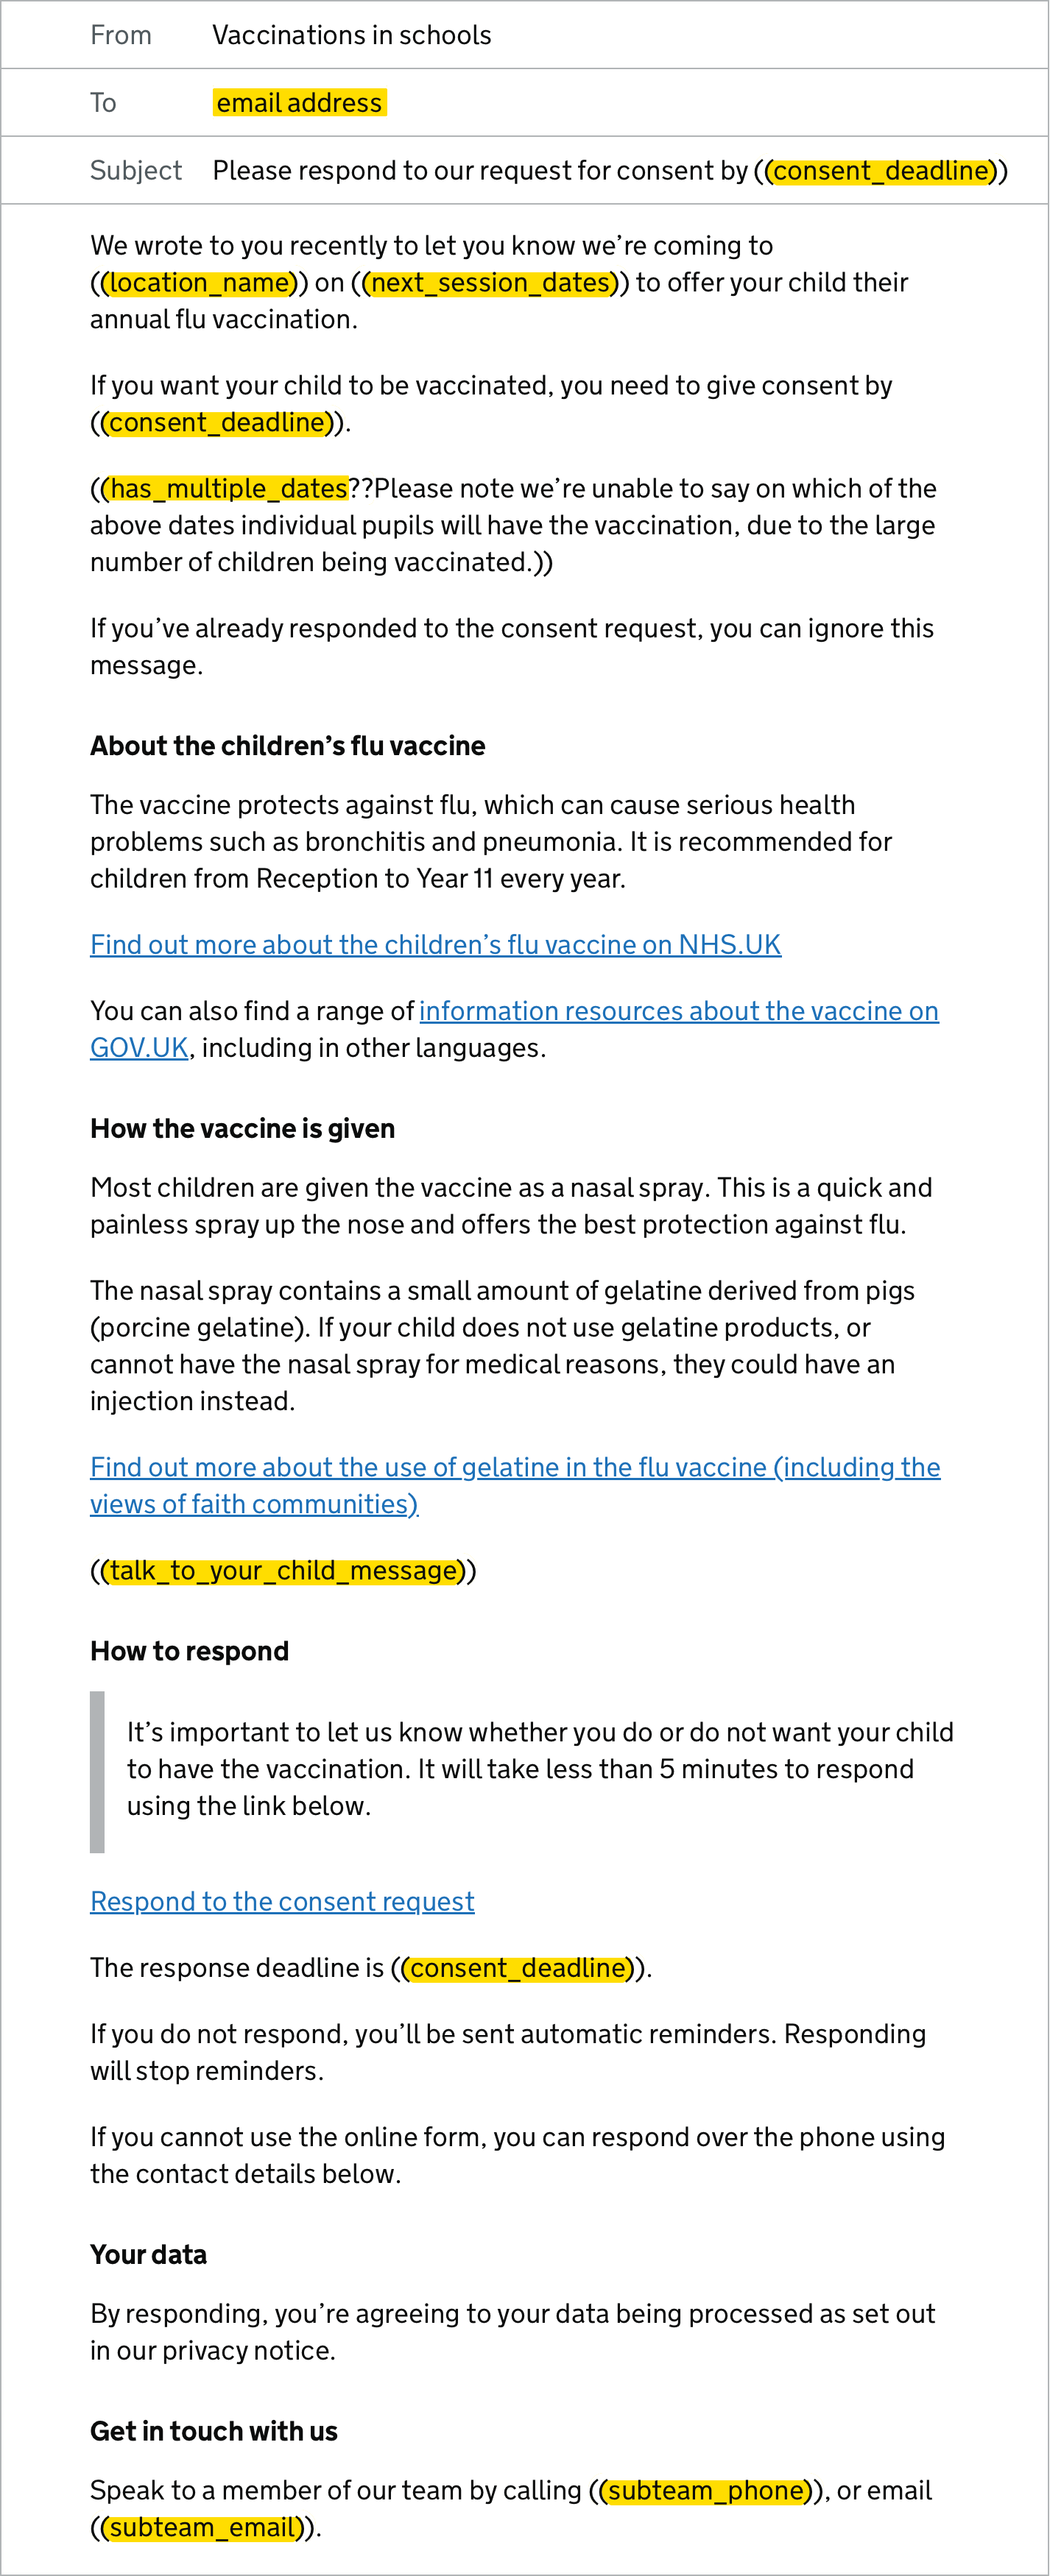 From Vaccinations in schools
To email address
Subject Please respond to our request for consent by ((consent_deadline))
We wrote to you recently to let you know we’re coming to
((location_name)) on ((next_session_dates)) to offer your child their
annual flu vaccination.
If you want your child to be vaccinated, you need to give consent by
((consent_deadline)).
((has_multiple_dates??Please note we’re unable to say on which of the
above dates individual pupils will have the vaccination, due to the large
number of children being vaccinated.))
If you’ve already responded to the consent request, you can ignore this
message.
About the children’s flu vaccine
The vaccine protects against flu, which can cause serious health
problems such as bronchitis and pneumonia. It is recommended for
children from Reception to Year 11 every year.
Find out more about the children’s flu vaccine on NHS.UK
You can also find a range of information resources about the vaccine on
GOV.UK, including in other languages.
How the vaccine is given
Most children are given the vaccine as a nasal spray. This is a quick and
painless spray up the nose and offers the best protection against flu.
The nasal spray contains a small amount of gelatine derived from pigs
(porcine gelatine). If your child does not use gelatine products, or
cannot have the nasal spray for medical reasons, they could have an
injection instead.
Find out more about the use of gelatine in the flu vaccine (including the
views of faith communities)
((talk_to_your_child_message))
How to respond
It’s important to let us know whether you do or do not want your child
to have the vaccination. It will take less than 5 minutes to respond
using the link below.
Respond to the consent request
The response deadline is ((consent_deadline)).
If you do not respond, you’ll be sent automatic reminders. Responding
will stop reminders.
If you cannot use the online form, you can respond over the phone using
the contact details below.
Your data
By responding, you’re agreeing to your data being processed as set out
in our privacy notice.
Get in touch with us
Speak to a member of our team by calling ((subteam_phone)), or email
((subteam_email)).